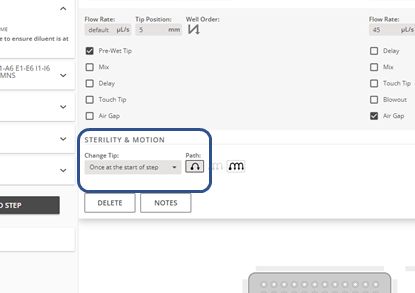 Flow Rate: Tip Position: Well Order:
default µL/s 5 mm
Pre-Wet Tip
Mix
Delay
Touch Tip
Air Gap
Flow Rate:
45 µL/s
Delay
Mix
Touch Tip
Blowout
Air Gap
to ensure diluent is at
1-A6 E1-E6 I1-I6
MNS
STERILITY & MOTION
Change Tip: Path:
Once at the start of step
STEP
DELETE NOTES